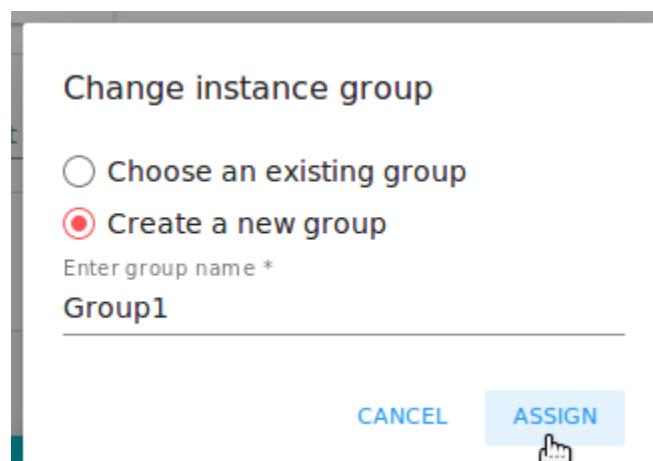 Change instance group
Choose an existing group
Create a new group
Enter group name *
Group1
CANCEL ASSIGN